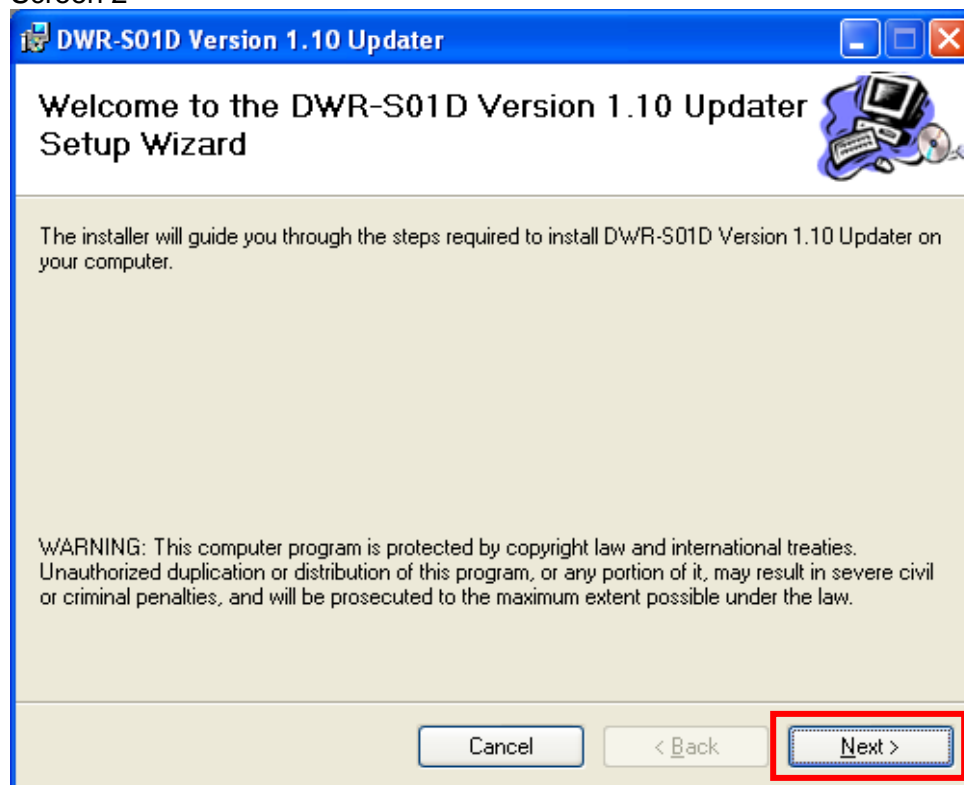 Screen 2
DWR-S01D Version 1.10 Updater
Welcome to the DWR-S01D Version 1.10 Updater
Setup Wizard
The installer will guide you through the steps required to install DWR-S01D Version 1.10 Updater on
your computer.
WARNING: This computer program is protected by copyright law and international treaties.
Unauthorized duplication or distribution of this program, or any portion of it, may result in severe civil
or criminal penalties, and will be prosecuted to the maximum extent possible under the law.
Cancel < Back Next >